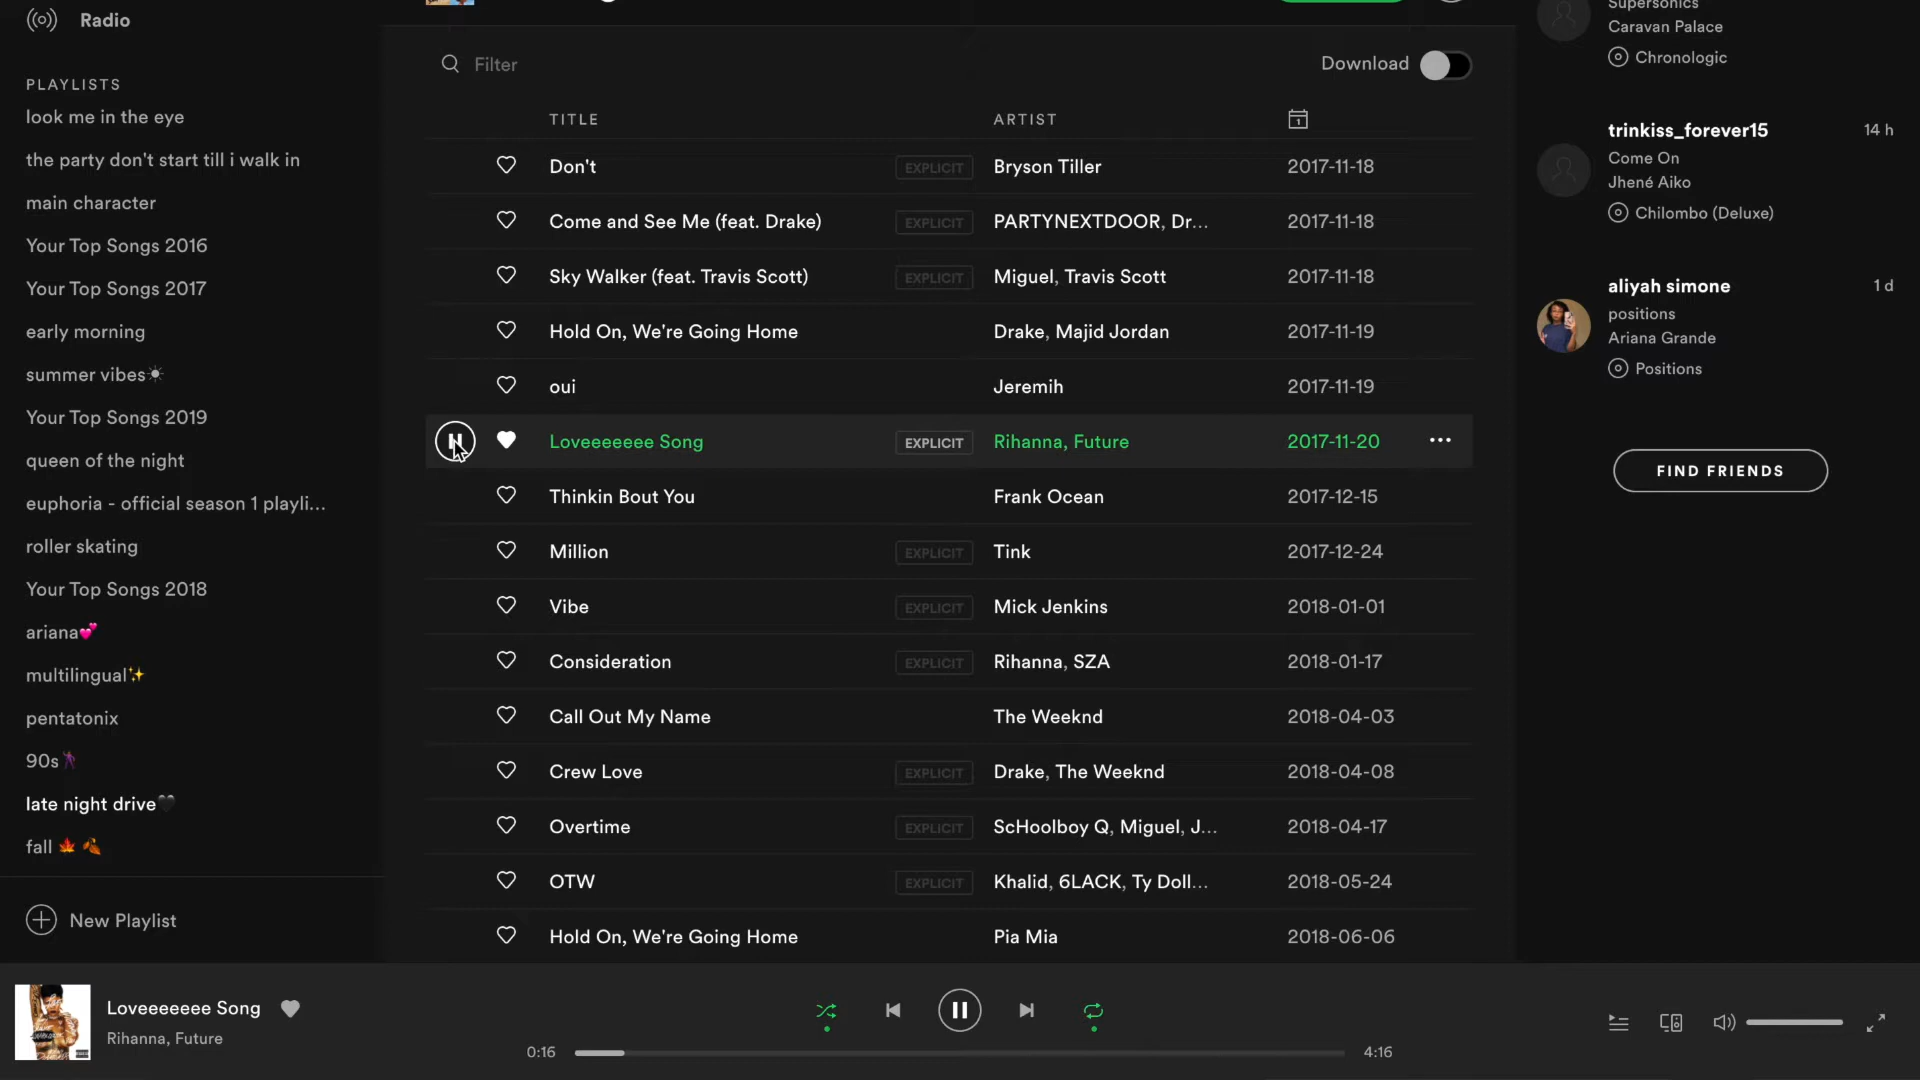 Radio
PLAYLISTS
look me in the eye
the party don't start till i walk in
main character
Your Top Songs 2016
Your Top Songs 2017
early morning
summer vibes☀
Your Top Songs 2019
queen of the night
euphoria - official season 1 playli...
roller skating
Your Top Songs 2018
ariana💕
multilingual✨
pentatonix
90s🕺
late night drive🖤
fall 🍁 🍂
New Playlist
Filter
Download
TITLE ARTIST
Don't EXPLICIT Bryson Tiller 2017-11-18
Come and See Me (feat. Drake) EXPLICIT PARTYNEXTDOOR, Dr... 2017-11-18
Sky Walker (feat. Travis Scott) EXPLICIT Miguel, Travis Scott 2017-11-18
Hold On, We're Going Home Drake, Majid Jordan 2017-11-19
oui Jeremih 2017-11-19
Loveeeeeee Song EXPLICIT Rihanna, Future 2017-11-20
Thinkin Bout You Frank Ocean 2017-12-15
Million EXPLICIT Tink 2017-12-24
Vibe EXPLICIT Mick Jenkins 2018-01-01
Consideration EXPLICIT Rihanna, SZA 2018-01-17
Call Out My Name The Weeknd 2018-04-03
Crew Love EXPLICIT Drake, The Weeknd 2018-04-08
Overtime EXPLICIT ScHoolboy Q, Miguel, J... 2018-04-17
OTW EXPLICIT Khalid, 6LACK, Ty Doll... 2018-05-24
Hold On, We're Going Home Pia Mia 2018-06-06
Supersonics
Caravan Palace
Chronologic
trinkiss_forever15 14 h
Come On
Jhené Aiko
Chilombo (Deluxe)
aliyah simone 1 d
positions
Ariana Grande
Positions
FIND FRIENDS
Loveeeeeee Song
Rihanna, Future
0:16 4:16